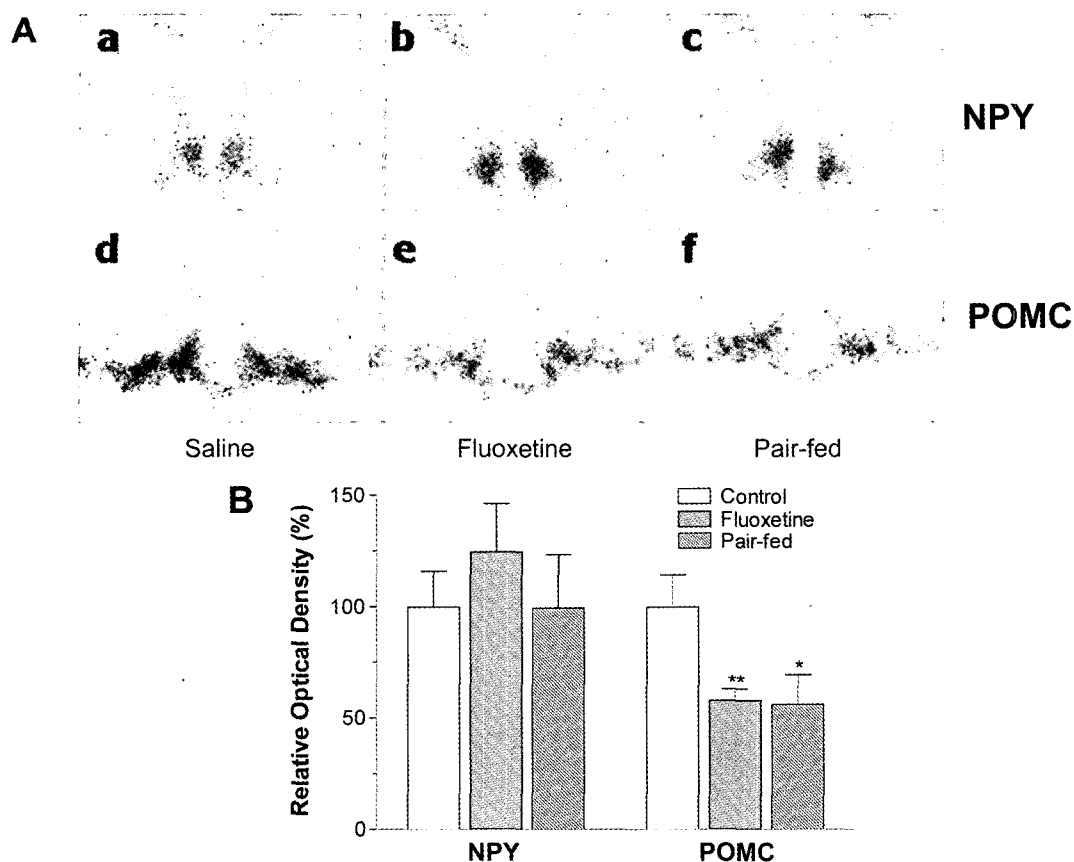 A
a b c
NPY
d e f
POMC
Saline Fluoxetine Pair-fed
B
Control
Fluoxetine
Pair-fed
Relative Optical Density (%)
150
100
50
0
** *
NPY POMC